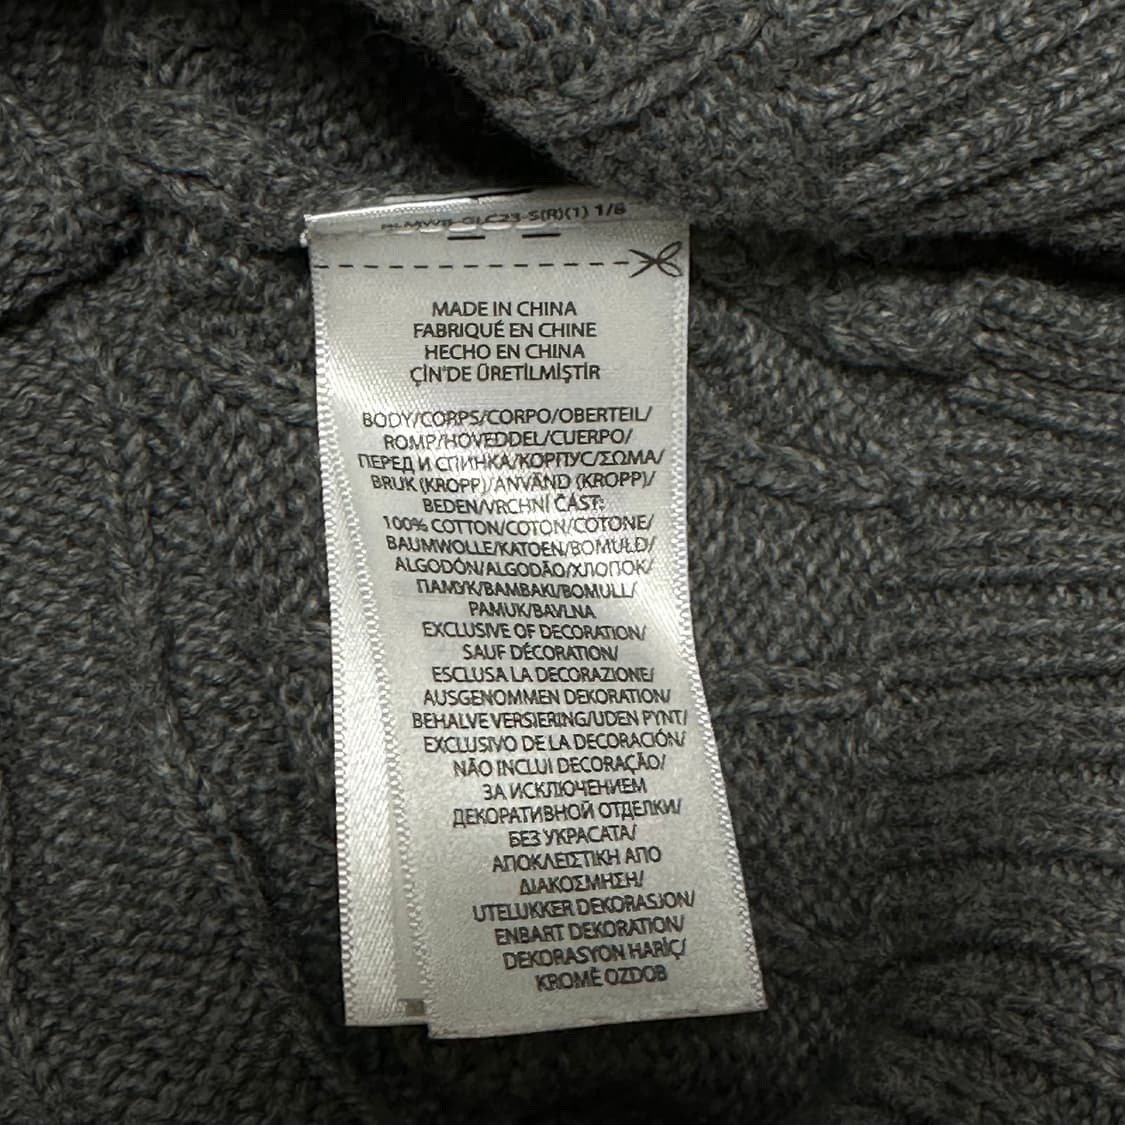 GLC23-S(R)(1) 1/8
MADE IN CHINA
FABRIQUÉ EN CHINE
HECHO EN CHINA
ÇİN'DE ÜRETİLMİŞTİR
BODY/CORPS/CORPO/OBERTEIL/
ROMP/HOVEDDEL/CUERPO/
ПЕРЕД И СПИНКА/КОРПУС/ΣΩΜΑ/
BRUK (KROPP)/ANVÄND (KROPP)/
BEDEN/VRCHNÍ ČÁST:
100% COTTON/COTON/COTONE/
BAUMWOLLE/KATOEN/BOMULD/
ALGODÓN/ALGODÃO/ХЛОПОК/
ПАМУК/BAMBAKI/BOMULL/
PAMUK/BAVLNA
EXCLUSIVE OF DECORATION/
SAUF DÉCORATION/
ESCLUSA LA DECORAZIONE/
AUSGENOMMEN DEKORATION/
BEHALVE VERSIERING/UDEN PYNT/
EXCLUSIVO DE LA DECORACIÓN/
NÃO INCLUI DECORAÇÃO/
ЗА ИСКЛЮЧЕНИЕМ
ДЕКОРАТИВНОЙ ОТДЕЛКИ/
БЕЗ УКРАСАТА/
ΑΠΟΚΛΕΙΣΤΙΚΗ ΑΠΟ
ΔΙΑΚΟΣΜΗΣΗ/
UTELUKKER DEKORASJON/
ENBART DEKORATION/
DEKORASYON HARİÇ/
KROMĚ OZDOB